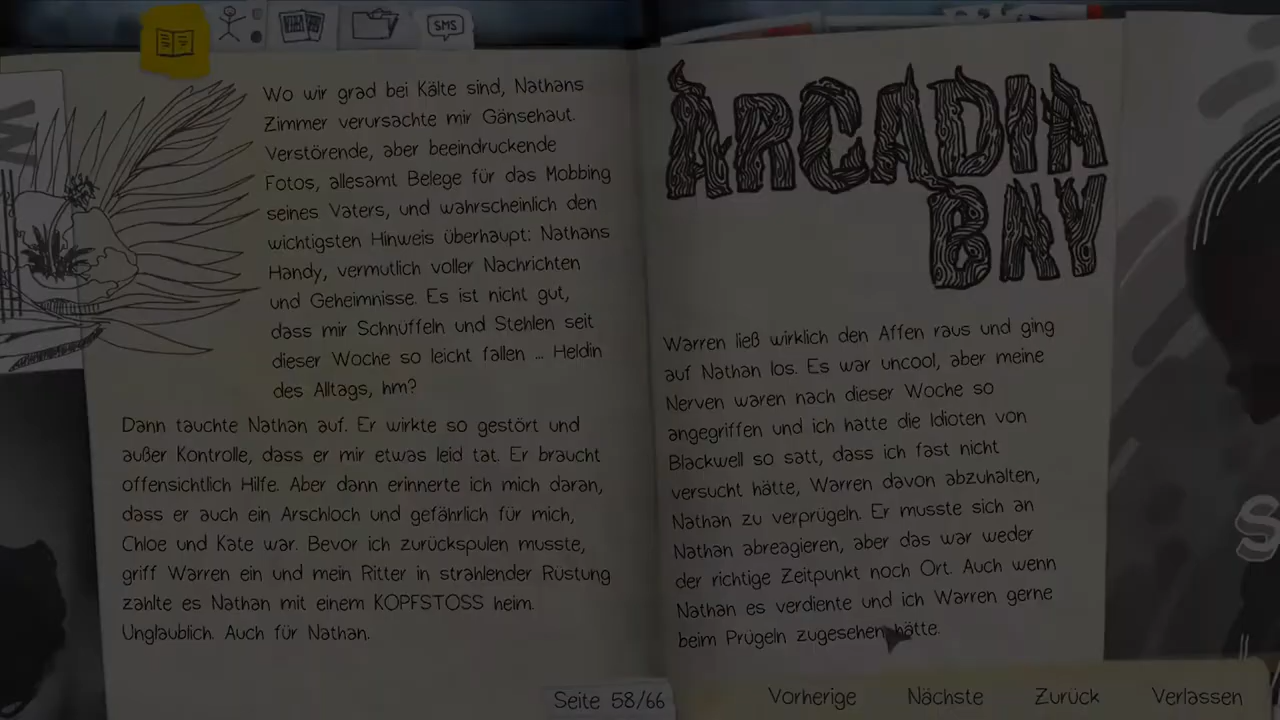 SMS
Wo wir grad bei Kälte sind, Nathans
Zimmer verursachte mir Gänsehaut.
Verstörende, aber beeindruckende
Fotos, allesamt Belege für das Mobbing
seines Vaters, und wahrscheinlich den
wichtigsten Hinweis überhaupt: Nathans
Handy, vermutlich voller Nachrichten
und Geheimnisse. Es ist nicht gut,
dass mir Schnüffeln und Stehlen seit
dieser Woche so leicht fallen ... Heldin
des Alltags, hm?
Dann tauchte Nathan auf. Er wirkte so gestört und
außer Kontrolle, dass er mir etwas leid tat. Er braucht
offensichtlich Hilfe. Aber dann erinnerte ich mich daran,
dass er auch ein Arschloch und gefährlich für mich,
Chloe und Kate war. Bevor ich zurückspulen musste,
griff Warren ein und mein Ritter in strahlender Rüstung
zahlte es Nathan mit einem KOPFSTOSS heim.
Unglaublich. Auch für Nathan.
ARCADIA
BAY
Warren ließ wirklich den Affen raus und ging
auf Nathan los. Es war uncool, aber meine
Nerven waren nach dieser Woche so
angegriffen und ich hatte die Idioten von
Blackwell so satt, dass ich fast nicht
versucht hätte, Warren davon abzuhalten,
Nathan zu verprügeln. Er musste sich an
Nathan abreagieren, aber das war weder
der richtige Zeitpunkt noch Ort. Auch wenn
Nathan es verdiente und ich Warren gerne
beim Prügeln zugesehen hätte.
S
Seite 58/66
Vorherige
Nächste
Zurück
Verlassen